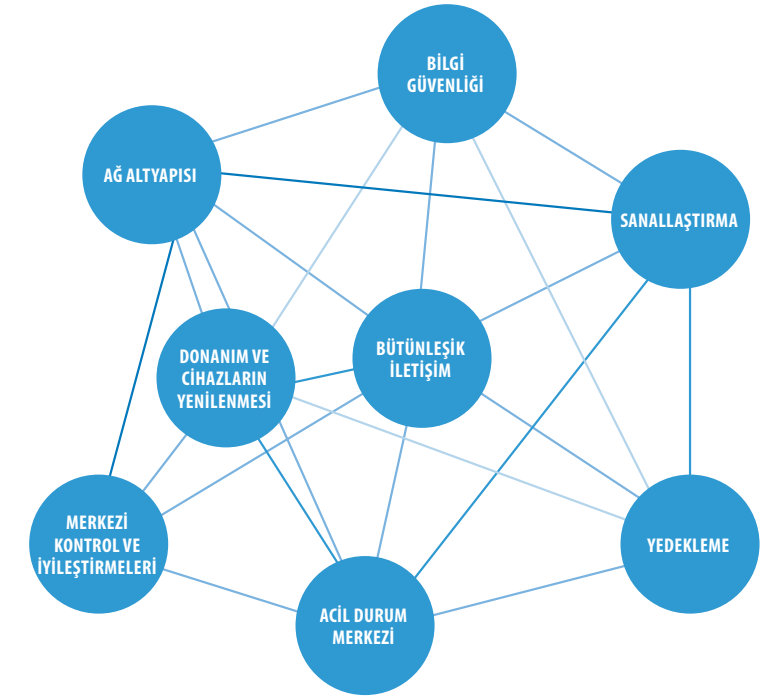 BİLGİ
GÜVENLİĞİ
AĞ ALTYAPISI
SANALLAŞTIRMA
DONANIM VE
CİHAZLARIN
YENİLENMESİ
BÜTÜNLEŞİK
İLETİŞİM
MERKEZİ
KONTROL VE
İYİLEŞTİRMELERİ
YEDEKLEME
ACİL DURUM
MERKEZİ